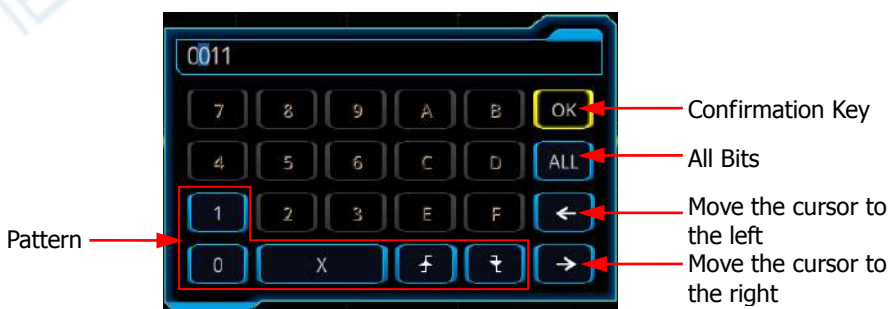 0011
7 8 9 A B OK
4 5 6 C D ALL
1 2 3 E F ←
0 X →
Pattern
Confirmation Key
All Bits
Move the cursor to
the left
Move the cursor to
the right